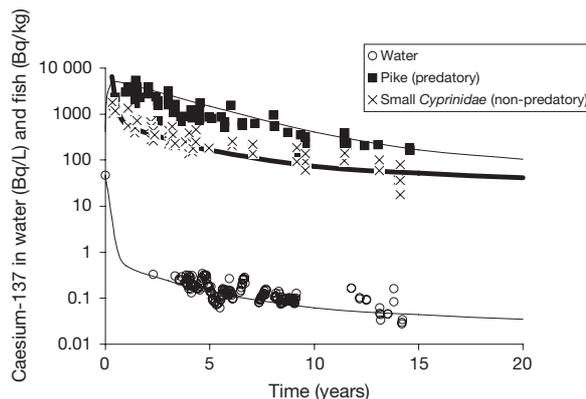 Caesium-137 in water (Bq/L) and fish (Bq/kg)
10 000
1000
100
10
1
0.1
0.01
0
5
10
15
20
Time (years)
Water
Pike (predatory)
Small Cyprinidae (non-predatory)